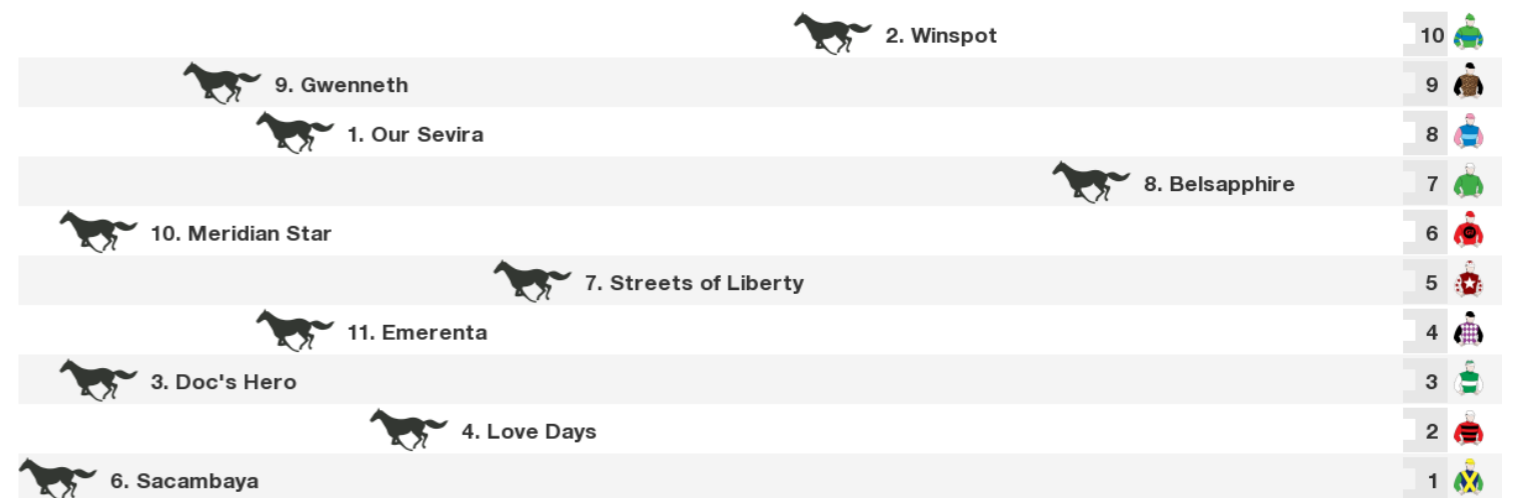 2. Winspot 10
9. Gwenneth 9
1. Our Sevira 8
8. Belsapphire 7
10. Meridian Star 6
7. Streets of Liberty 5
11. Emerenta 4
3. Doc's Hero 3
4. Love Days 2
6. Sacambaya 1